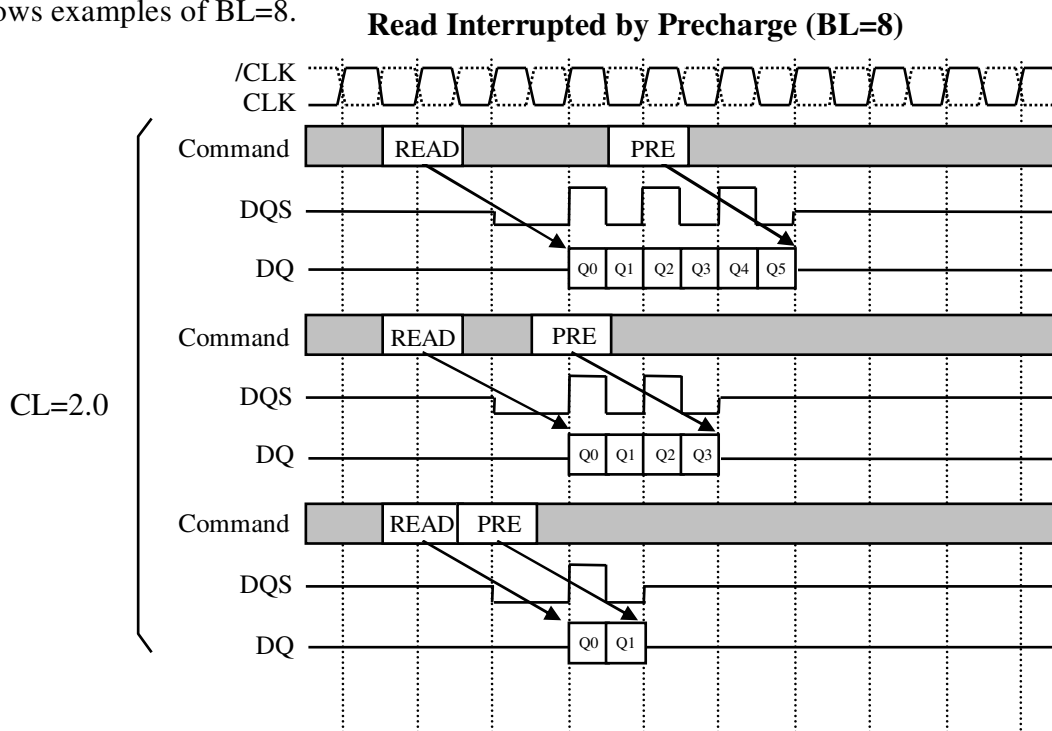 ows examples of BL=8.
Read Interrupted by Precharge (BL=8)
/CLK
CLK
Command READ PRE
DQS
DQ Q0 Q1 Q2 Q3 Q4 Q5
Command READ PRE
CL=2.0
DQS
DQ Q0 Q1 Q2 Q3
Command READ PRE
DQS
DQ Q0 Q1